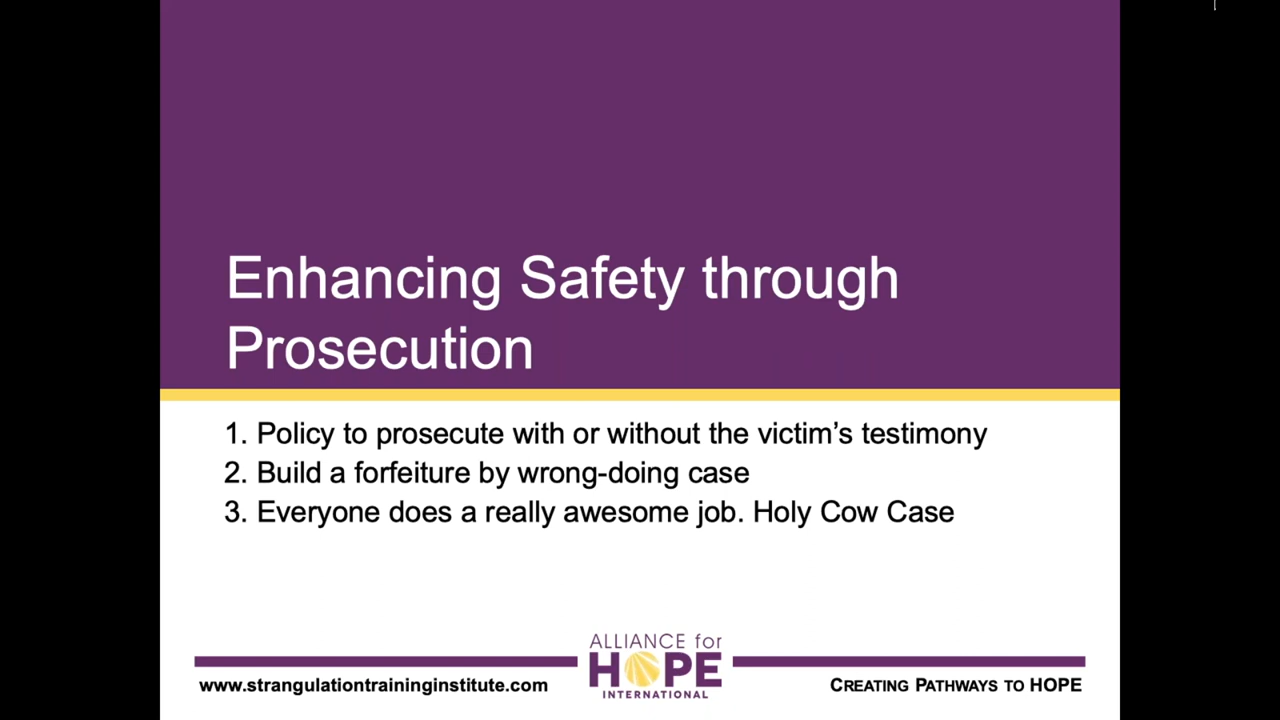 Enhancing Safety through
Prosecution
1. Policy to prosecute with or without the victim’s testimony
2. Build a forfeiture by wrong-doing case
3. Everyone does a really awesome job. Holy Cow Case
ALLIANCE for
HOPE
INTERNATIONAL
www.strangulationtraininginstitute.com
CREATING PATHWAYS TO HOPE